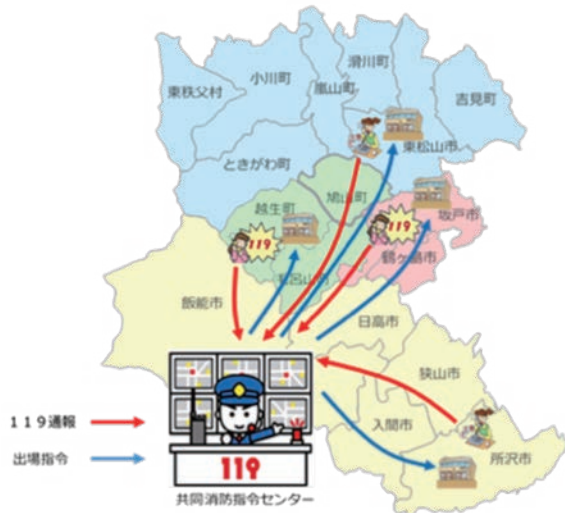 滑川町
小川町
嵐山町
吉見町
東秩父村
東松山市
ときがわ町
鳩山町
越生町
坂戸市
119
119
鶴ヶ島市
毛呂山町
飯能市
日高市
狭山市
入間市
119通報
119
所沢市
出場指令
共同消防指令センター